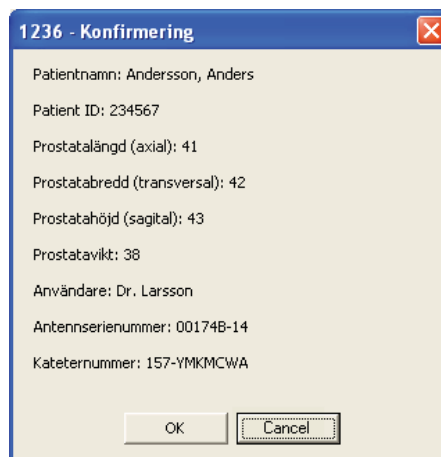 1236 - Konfirmering
Patientnamn: Andersson, Anders
Patient ID: 234567
Prostatalängd (axial): 41
Prostatabredd (transversal): 42
Prostatahöjd (sagital): 43
Prostatavikt: 38
Användare: Dr. Larsson
Antennserienummer: 00174B-14
Kateternummer: 157-YMKMCWA
OK Cancel